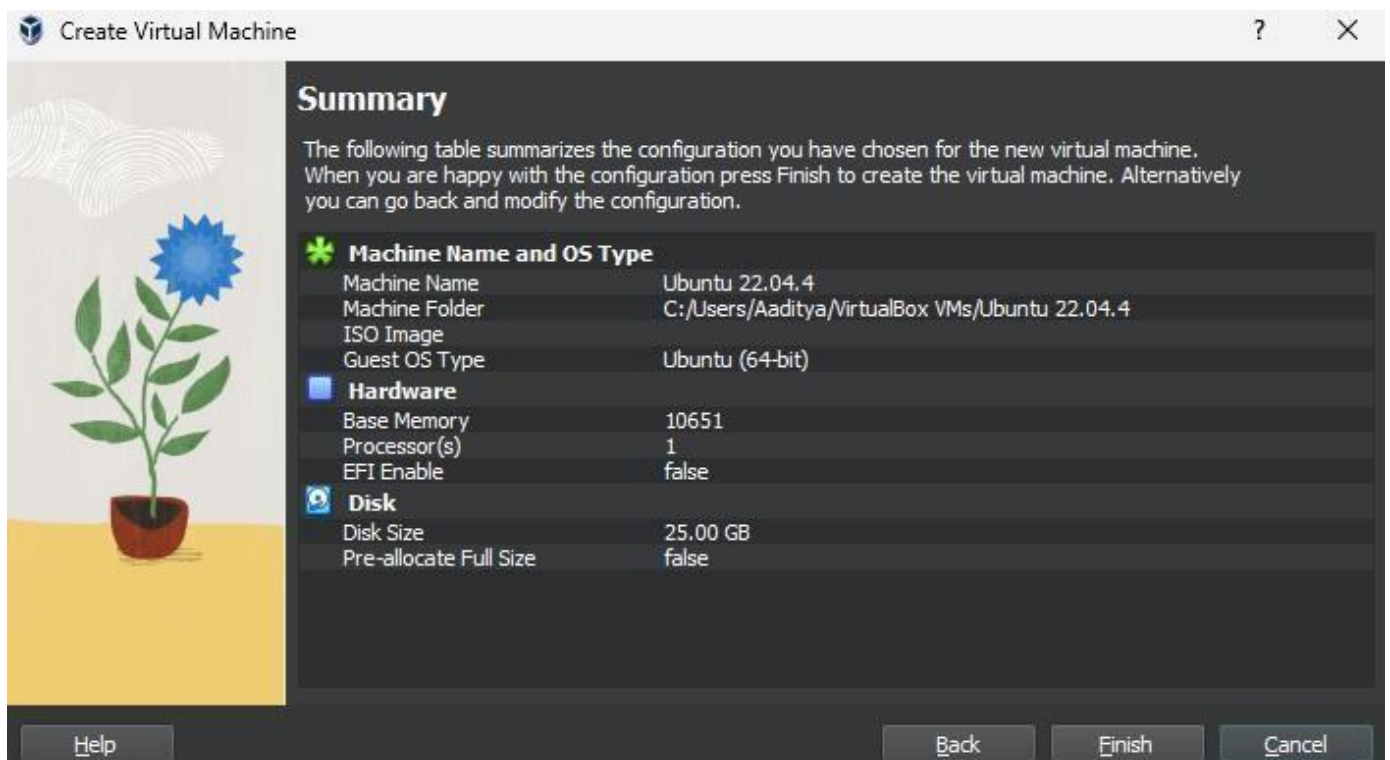 Create Virtual Machine
?
Summary
The following table summarizes the configuration you have chosen for the new virtual machine.
When you are happy with the configuration press Finish to create the virtual machine. Alternatively
you can go back and modify the configuration.
Machine Name and OS Type
Machine Name Ubuntu 22.04.4
Machine Folder C:/Users/Aaditya/VirtualBox VMs/Ubuntu 22.04.4
ISO Image
Guest OS Type Ubuntu (64-bit)
Hardware
Base Memory 10651
Processor(s) 1
EFI Enable false
Disk
Disk Size 25.00 GB
Pre-allocate Full Size false
Help Back Finish Cancel